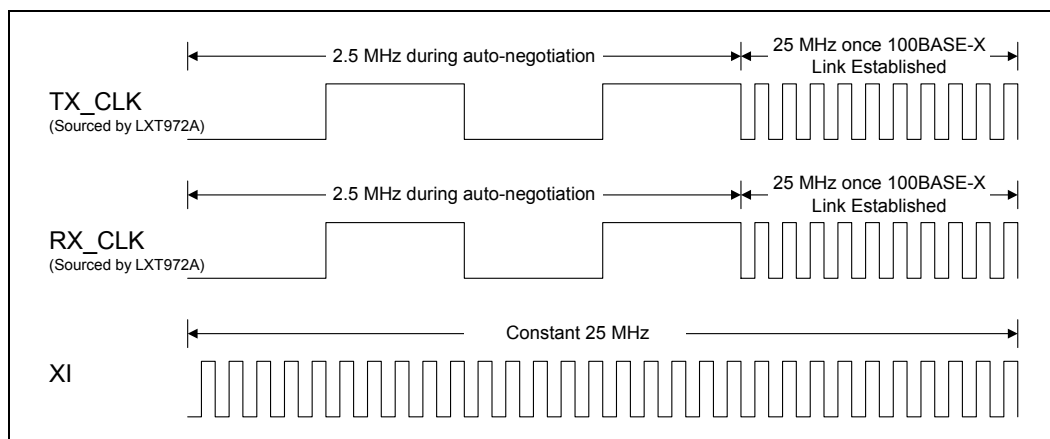 2.5 MHz during auto-negotiation
25 MHz once 100BASE-X
Link Established
TX_CLK
(Sourced by LXT972A)
2.5 MHz during auto-negotiation
25 MHz once 100BASE-X
Link Established
RX_CLK
(Sourced by LXT972A)
Constant 25 MHz
XI